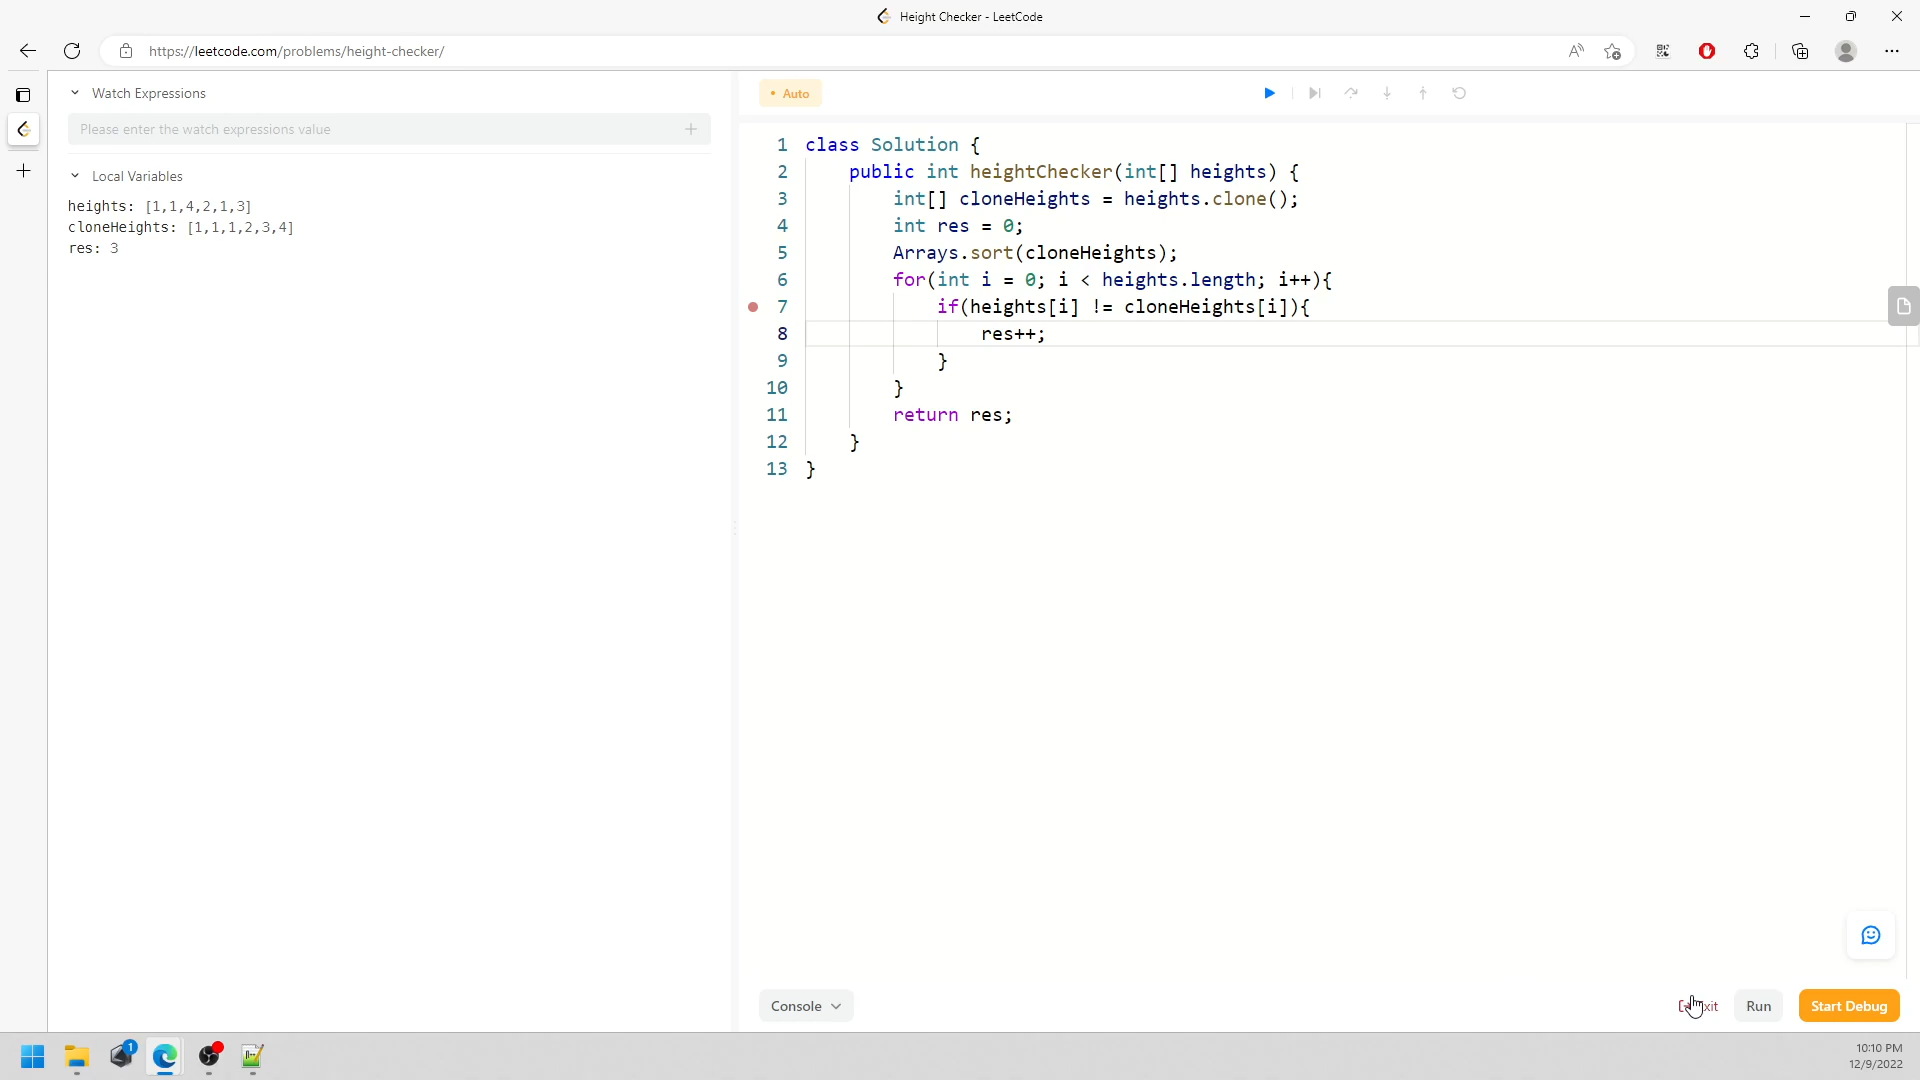 Height Checker - LeetCode
https://leetcode.com/problems/height-checker/
Watch Expressions
Please enter the watch expressions value
Local Variables
heights: [1,1,4,2,1,3]
cloneHeights: [1,1,1,2,3,4]
res: 3
• Auto
1 class Solution {
2 public int heightChecker(int[] heights) {
3 int[] cloneHeights = heights.clone();
4 int res = 0;
5 Arrays.sort(cloneHeights);
6 for(int i = 0; i < heights.length; i++){
7 if(heights[i] != cloneHeights[i]){
8 res++;
9 }
10 }
11 return res;
12 }
13 }
Console
Run
Start Debug
1
10:10 PM
12/9/2022